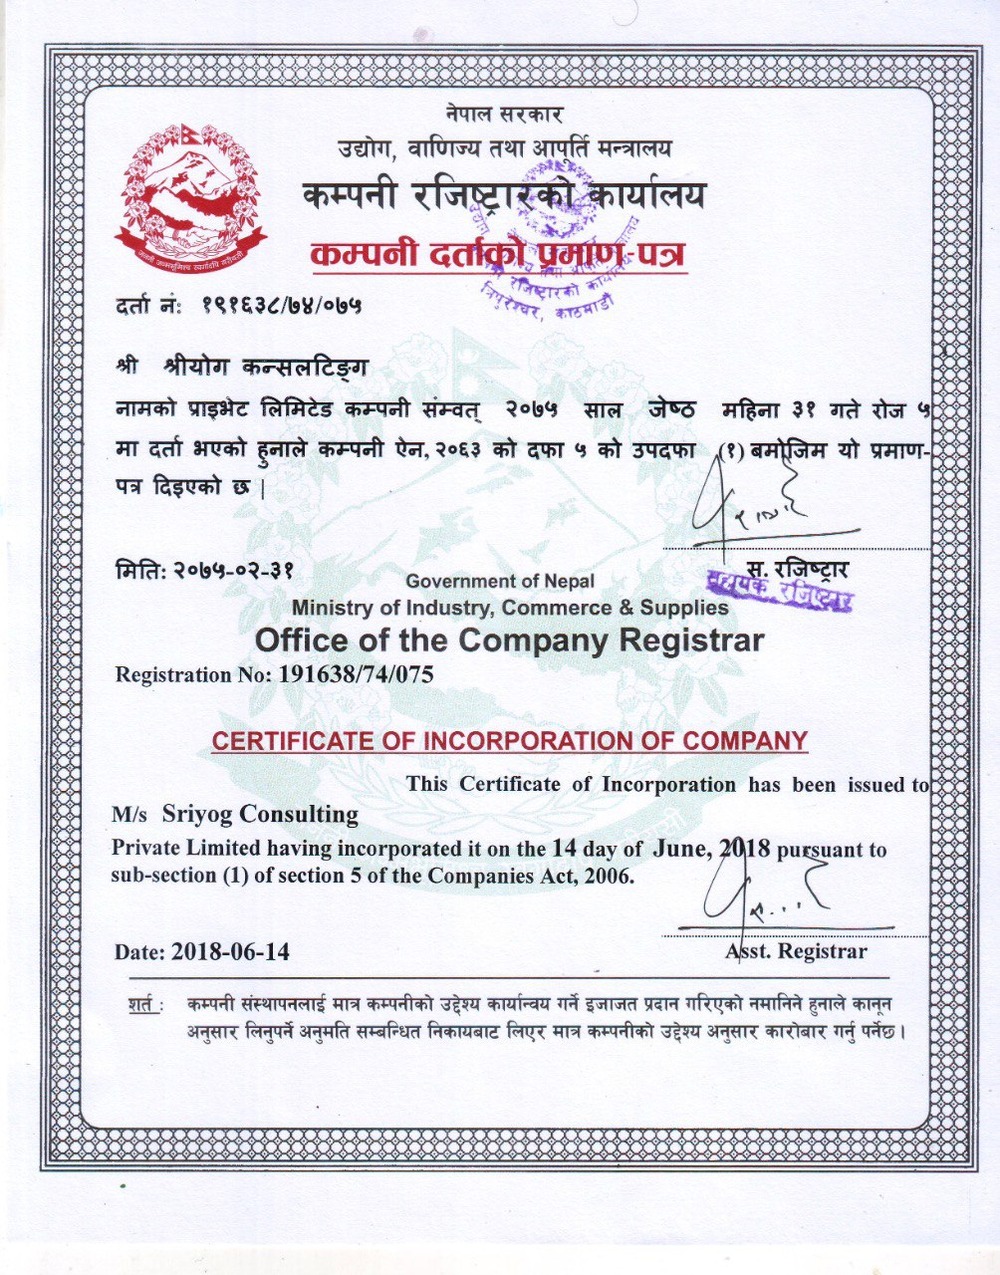 नेपाल सरकार
उद्योग, वाणिज्य तथा आपूर्ति मन्त्रालय
कम्पनी रजिष्ट्रारको कार्यालय
कम्पनी दर्ताको प्रमाण-पत्र
त्रिपुरेश्वर, काठमाडौं
दर्ता नं: १९१६३८/७४/०७५
श्री श्रीयोग कन्सलटिङ्ग
नामको प्राइभेट लिमिटेड कम्पनी संम्वत् २०७५ साल जेष्ठ महिना ३१ गते रोज ५
मा दर्ता भएको हुनाले कम्पनी ऐन, २०६३ को दफा ५ को उपदफा (१) बमोजिम यो प्रमाण-
पत्र दिइएको छ |
मिति: २०७५-०२-३१
स. रजिष्ट्रार
सहायक रजिष्ट्रार
Government of Nepal
Ministry of Industry, Commerce & Supplies
Office of the Company Registrar
Registration No: 191638/74/075
CERTIFICATE OF INCORPORATION OF COMPANY
This Certificate of Incorporation has been issued to
M/s Sriyog Consulting
Private Limited having incorporated it on the 14 day of June, 2018 pursuant to
sub-section (1) of section 5 of the Companies Act, 2006.
Date: 2018-06-14
Asst. Registrar
शर्त : कम्पनी संस्थापनलाई मात्र कम्पनीको उद्देश्य कार्यान्वय गर्ने इजाजत प्रदान गरिएको नमानिने हुनाले कानून
अनुसार लिनुपर्ने अनुमति सम्बन्धित निकायबाट लिएर मात्र कम्पनीको उद्देश्य अनुसार कारोबार गर्नु पर्नेछ।